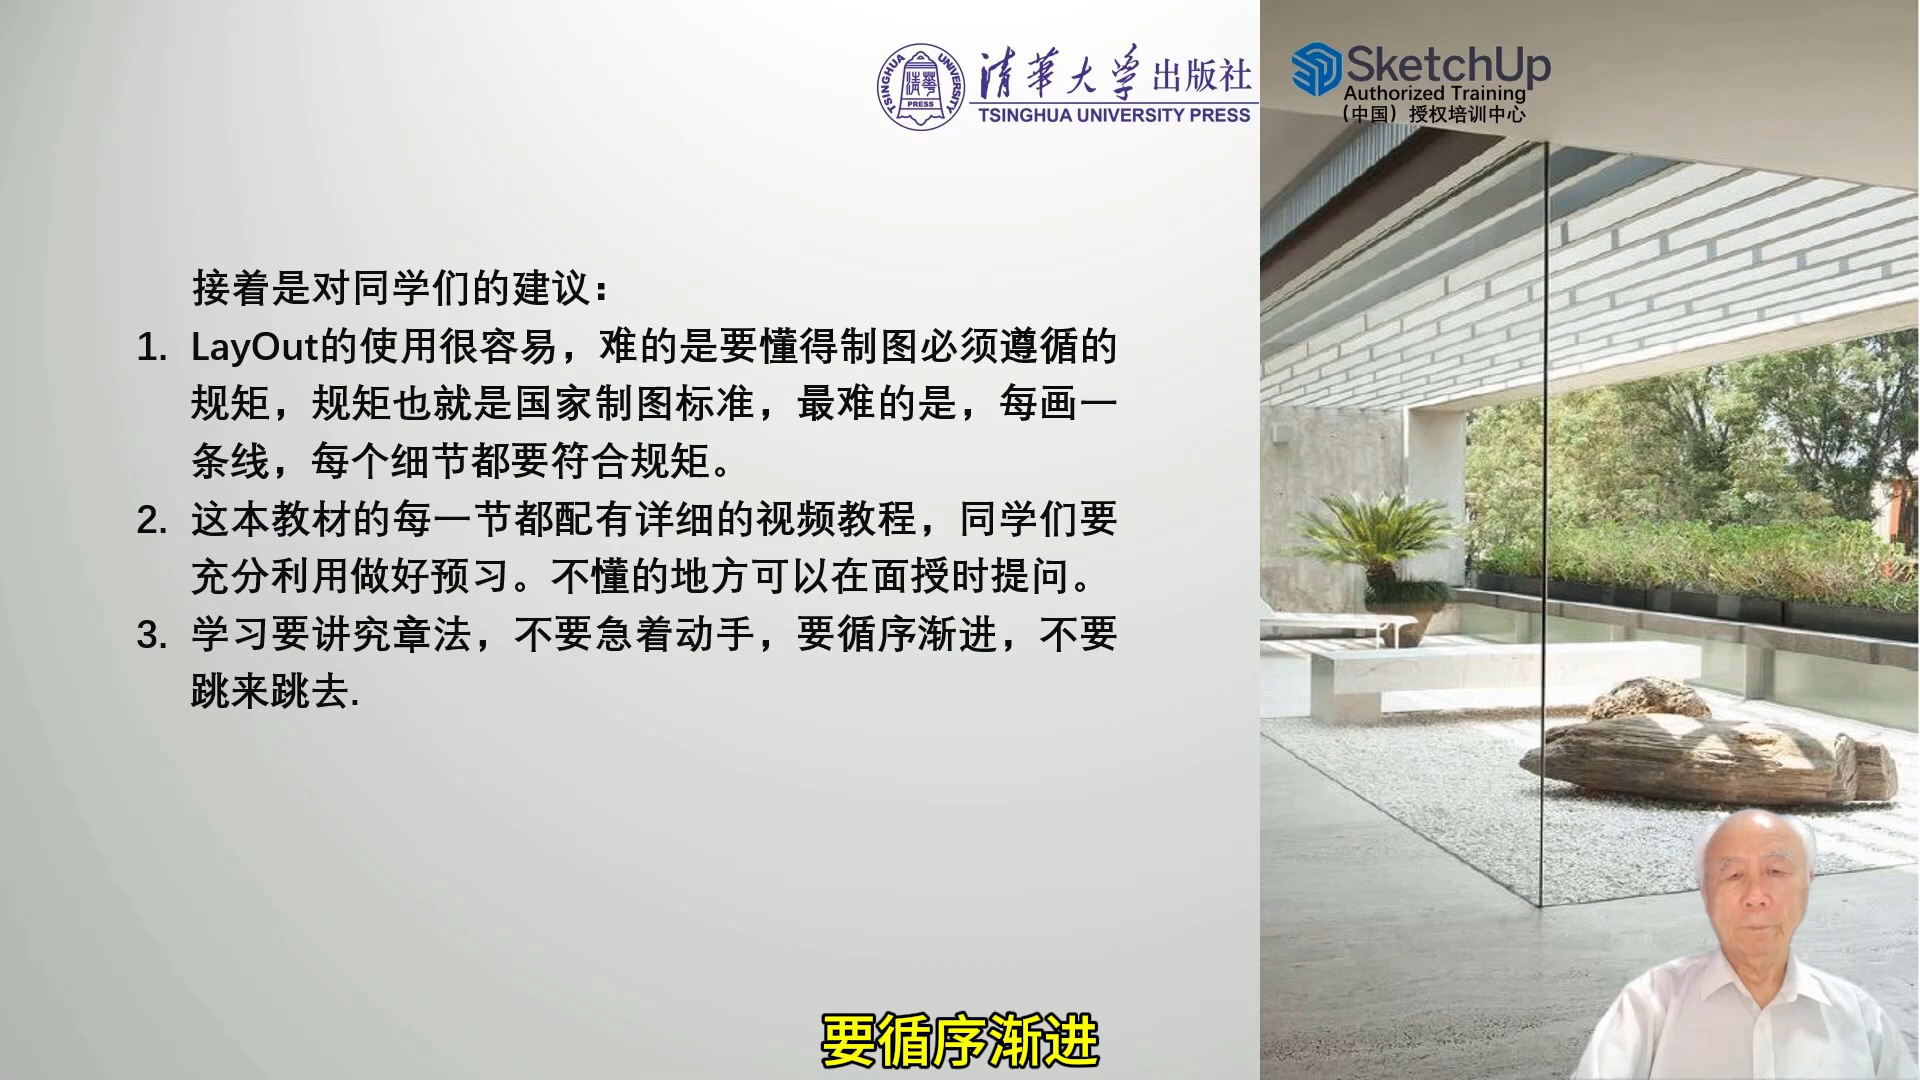 TSINGHUA UNIVERSITY
清华
PRESS
清華大学出版社
TSINGHUA UNIVERSITY PRESS
SketchUp
Authorized Training
（中国）授权培训中心
接着是对同学们的建议：
1. LayOut的使用很容易，难的是要懂得制图必须遵循的
规矩，规矩也就是国家制图标准，最难的是，每画一
条线，每个细节都要符合规矩。
2. 这本教材的每一节都配有详细的视频教程，同学们要
充分利用做好预习。不懂的地方可以在面授时提问。
3. 学习要讲究章法，不要急着动手，要循序渐进，不要
跳来跳去.
要循序渐进